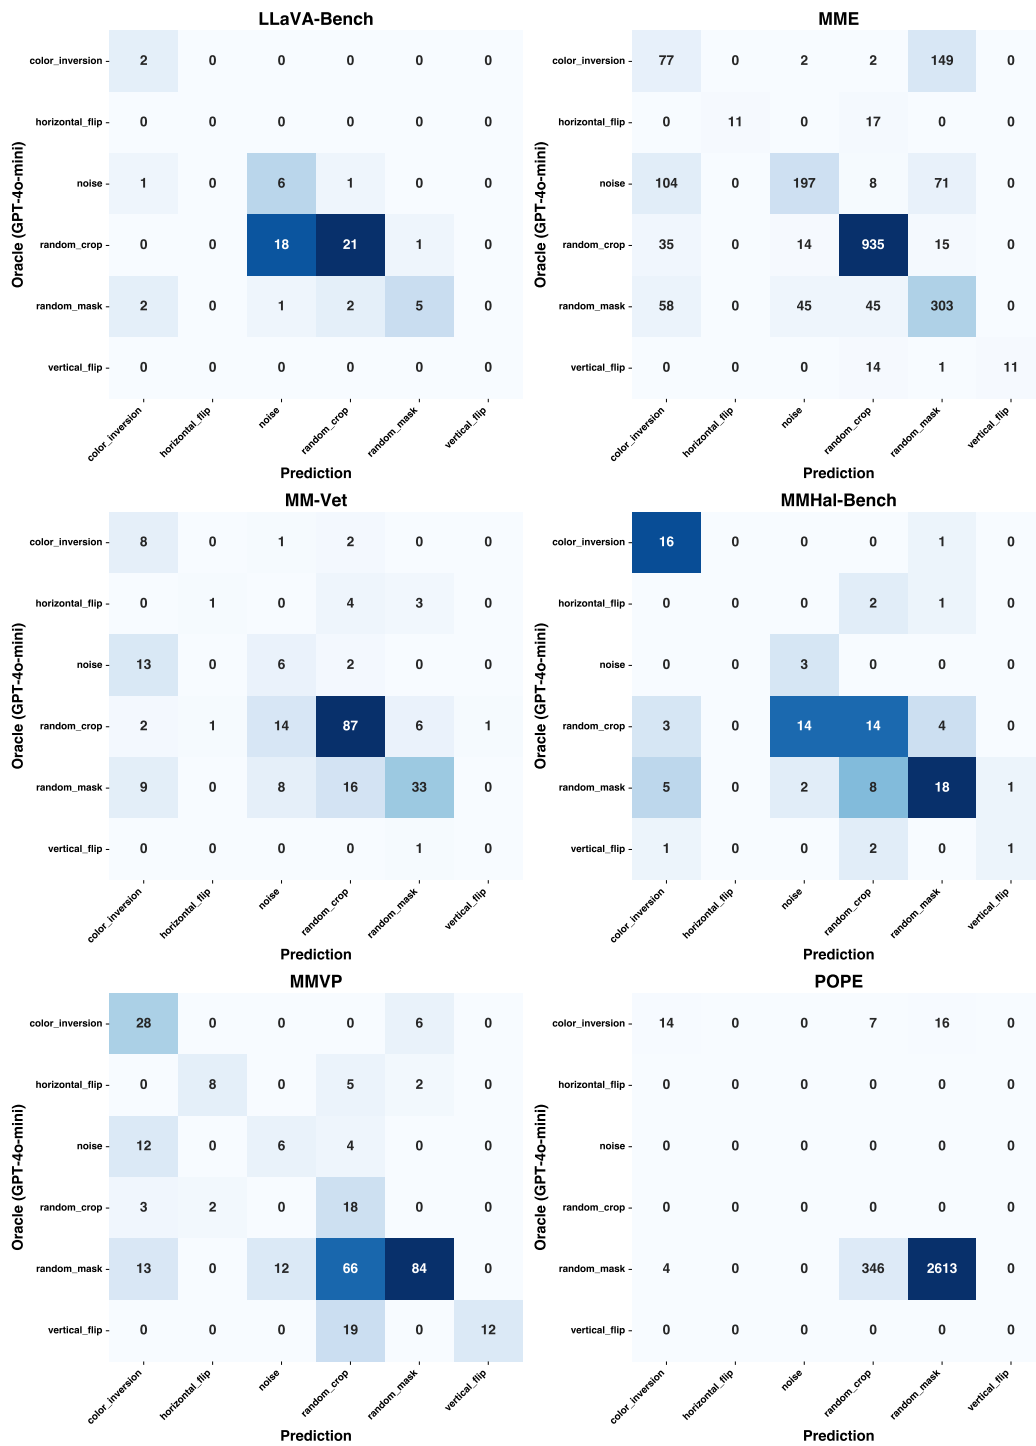 LLaVA-Bench
Oracle (GPT-4o-mini)
color_inversion 2 0 0 0 0 0
horizontal_flip 0 0 0 0 0 0
noise 1 0 6 1 0 0
random_crop 0 0 18 21 1 0
random_mask 2 0 1 2 5 0
vertical_flip 0 0 0 0 0 0
color_inversion horizontal_flip noise random_crop random_mask vertical_flip
Prediction
MME
Oracle (GPT-4o-mini)
color_inversion 77 0 2 2 149 0
horizontal_flip 0 11 0 17 0 0
noise 104 0 197 8 71 0
random_crop 35 0 14 935 15 0
random_mask 58 0 45 45 303 0
vertical_flip 0 0 0 14 1 11
color_inversion horizontal_flip noise random_crop random_mask vertical_flip
Prediction
MM-Vet
Oracle (GPT-4o-mini)
color_inversion 8 0 1 2 0 0
horizontal_flip 0 1 0 4 3 0
noise 13 0 6 2 0 0
random_crop 2 1 14 87 6 1
random_mask 9 0 8 16 33 0
vertical_flip 0 0 0 0 1 0
color_inversion horizontal_flip noise random_crop random_mask vertical_flip
Prediction
MMHal-Bench
Oracle (GPT-4o-mini)
color_inversion 16 0 0 0 1 0
horizontal_flip 0 0 0 2 1 0
noise 0 0 3 0 0 0
random_crop 3 0 14 14 4 0
random_mask 5 0 2 8 18 1
vertical_flip 1 0 0 2 0 1
color_inversion horizontal_flip noise random_crop random_mask vertical_flip
Prediction
MMVP
Oracle (GPT-4o-mini)
color_inversion 28 0 0 0 6 0
horizontal_flip 0 8 0 5 2 0
noise 12 0 6 4 0 0
random_crop 3 2 0 18 0 0
random_mask 13 0 12 66 84 0
vertical_flip 0 0 0 19 0 12
color_inversion horizontal_flip noise random_crop random_mask vertical_flip
Prediction
POPE
Oracle (GPT-4o-mini)
color_inversion 14 0 0 7 16 0
horizontal_flip 0 0 0 0 0 0
noise 0 0 0 0 0 0
random_crop 0 0 0 0 0 0
random_mask 4 0 0 346 2613 0
vertical_flip 0 0 0 0 0 0
color_inversion horizontal_flip noise random_crop random_mask vertical_flip
Prediction